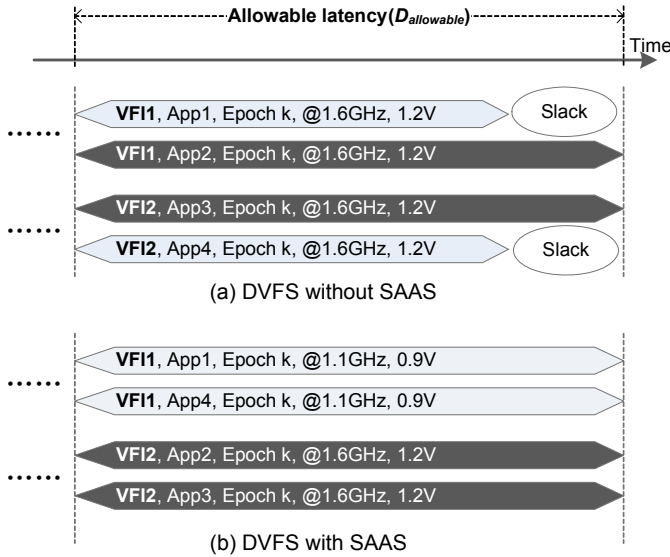 Allowable latency(D_allowable)
Time
VFI1, App1, Epoch k, @1.6GHz, 1.2V
Slack
......
VFI1, App2, Epoch k, @1.6GHz, 1.2V
VFI2, App3, Epoch k, @1.6GHz, 1.2V
......
VFI2, App4, Epoch k, @1.6GHz, 1.2V
Slack
(a) DVFS without SAAS
VFI1, App1, Epoch k, @1.1GHz, 0.9V
......
VFI1, App4, Epoch k, @1.1GHz, 0.9V
VFI2, App2, Epoch k, @1.6GHz, 1.2V
......
VFI2, App3, Epoch k, @1.6GHz, 1.2V
(b) DVFS with SAAS